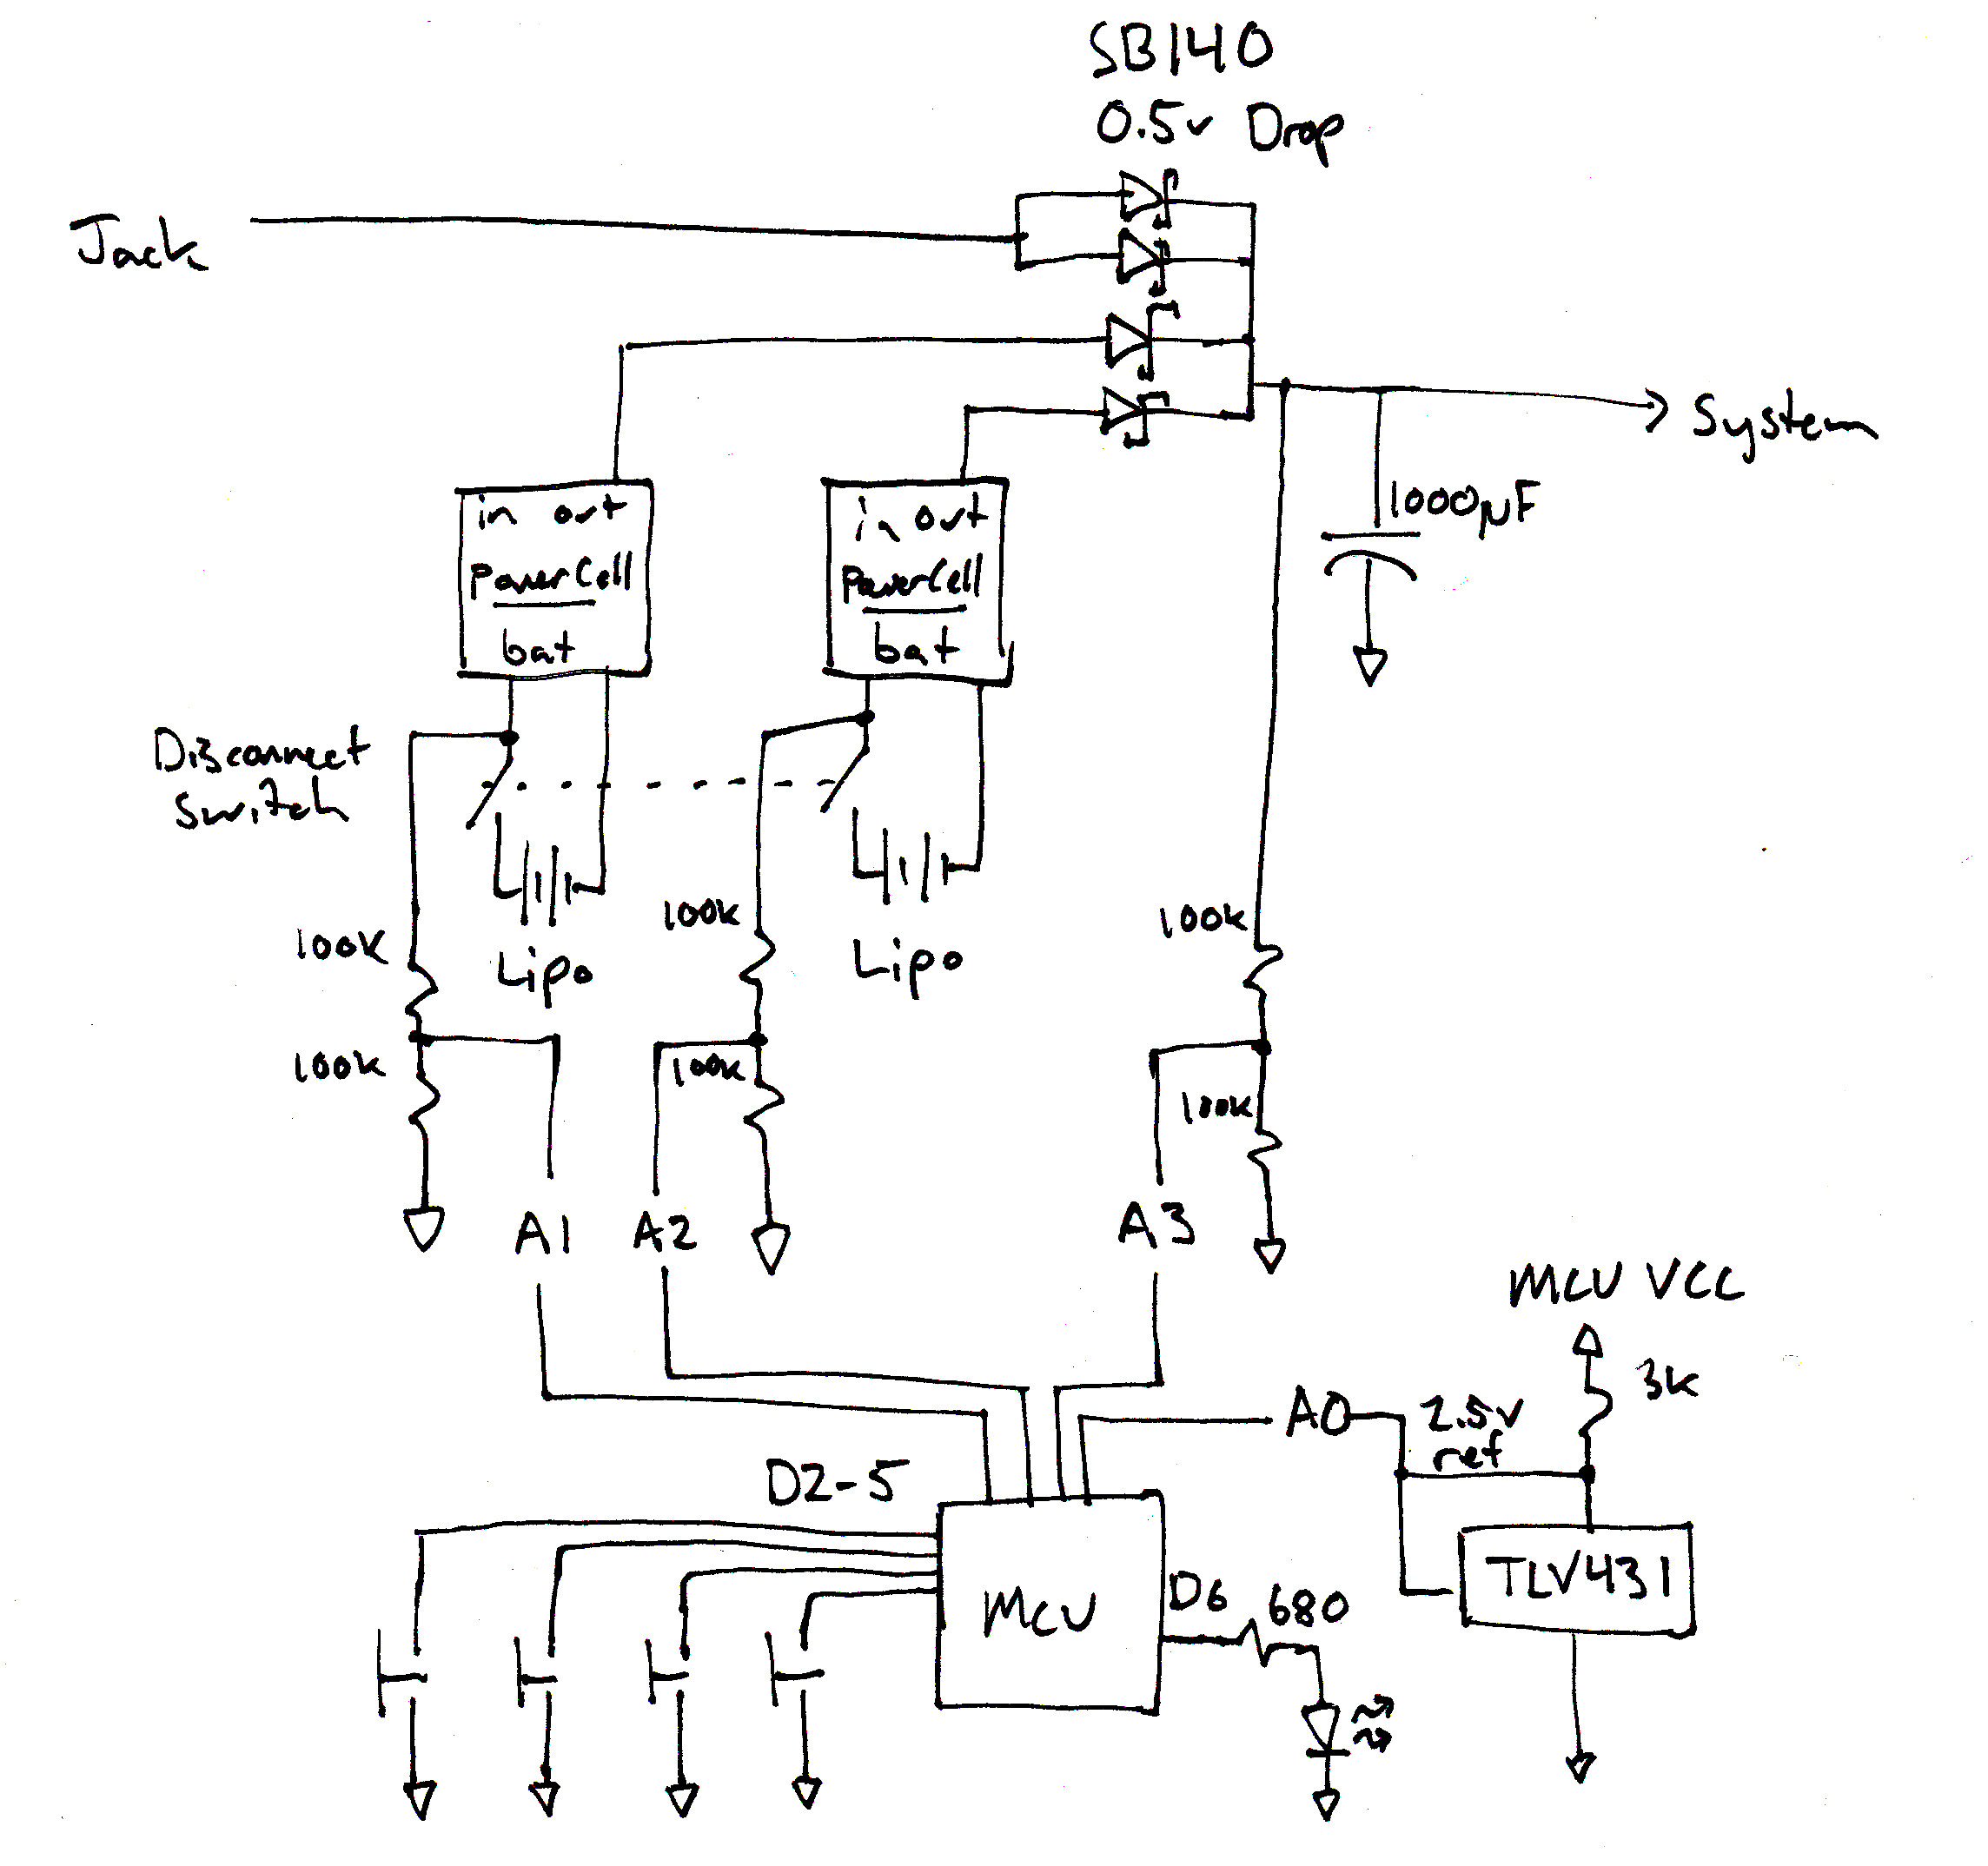 SB140
0.5v Drop
Jack
System
1000µF
in out
PowerCell
bat
in out
PowerCell
bat
Disconnect
Switch
100k
Lipo
100k
Lipo
100k
100k
100k
100k
A1
A2
A3
MCU VCC
3k
A0
2.5v
ref
D2-5
TLV431
MCU
D6
680